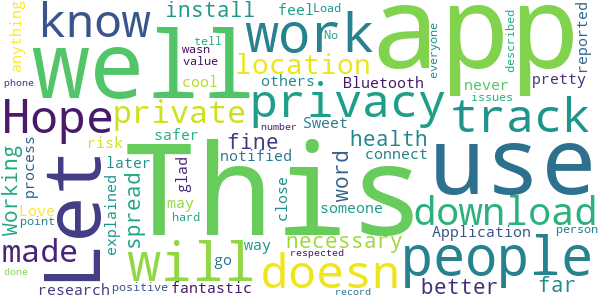 anything
know
install
feel
Load
No
tell
wasn
value
well
work
app
everyone
described
reported
phone
cool
others
location
Bluetooth
never
issues
pretty
Hope
private
privacy
track
Let
This
use
risk
safer
fine
Sweet
number
health
Working
process
spread
later
notified
word
connect
explained
glad
may
hard
close
someone
download
Love
point
made
will
way
necessary
Application
person
people
done
go
doesn
respected
better
far
research
positive
fantastic
record